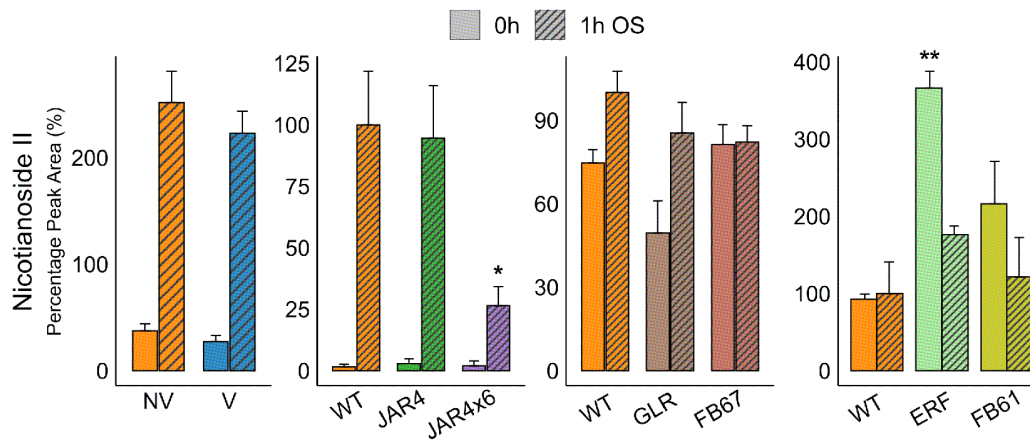 0h 1h OS
Nicotianoside II
Percentage Peak Area (%)
200
100
0
NV V
125
100
75
50
25
0
*
WT JAR4 JAR4x6
90
60
30
0
WT GLR FB67
400
300
200
100
0
**
WT ERF FB61